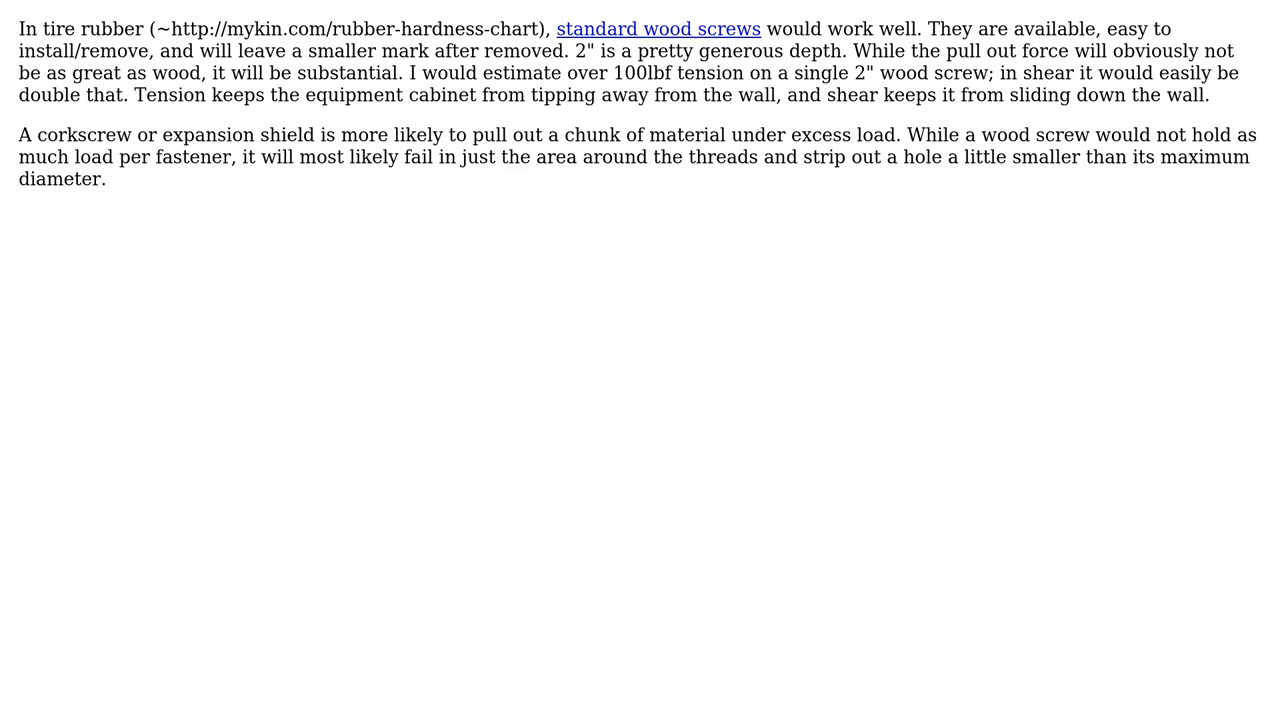 In tire rubber (~http://mykin.com/rubber-hardness-chart), standard wood screws would work well. They are available, easy to
install/remove, and will leave a smaller mark after removed. 2" is a pretty generous depth. While the pull out force will obviously not
be as great as wood, it will be substantial. I would estimate over 100lbf tension on a single 2" wood screw; in shear it would easily be
double that. Tension keeps the equipment cabinet from tipping away from the wall, and shear keeps it from sliding down the wall.
A corkscrew or expansion shield is more likely to pull out a chunk of material under excess load. While a wood screw would not hold as
much load per fastener, it will most likely fail in just the area around the threads and strip out a hole a little smaller than its maximum
diameter.